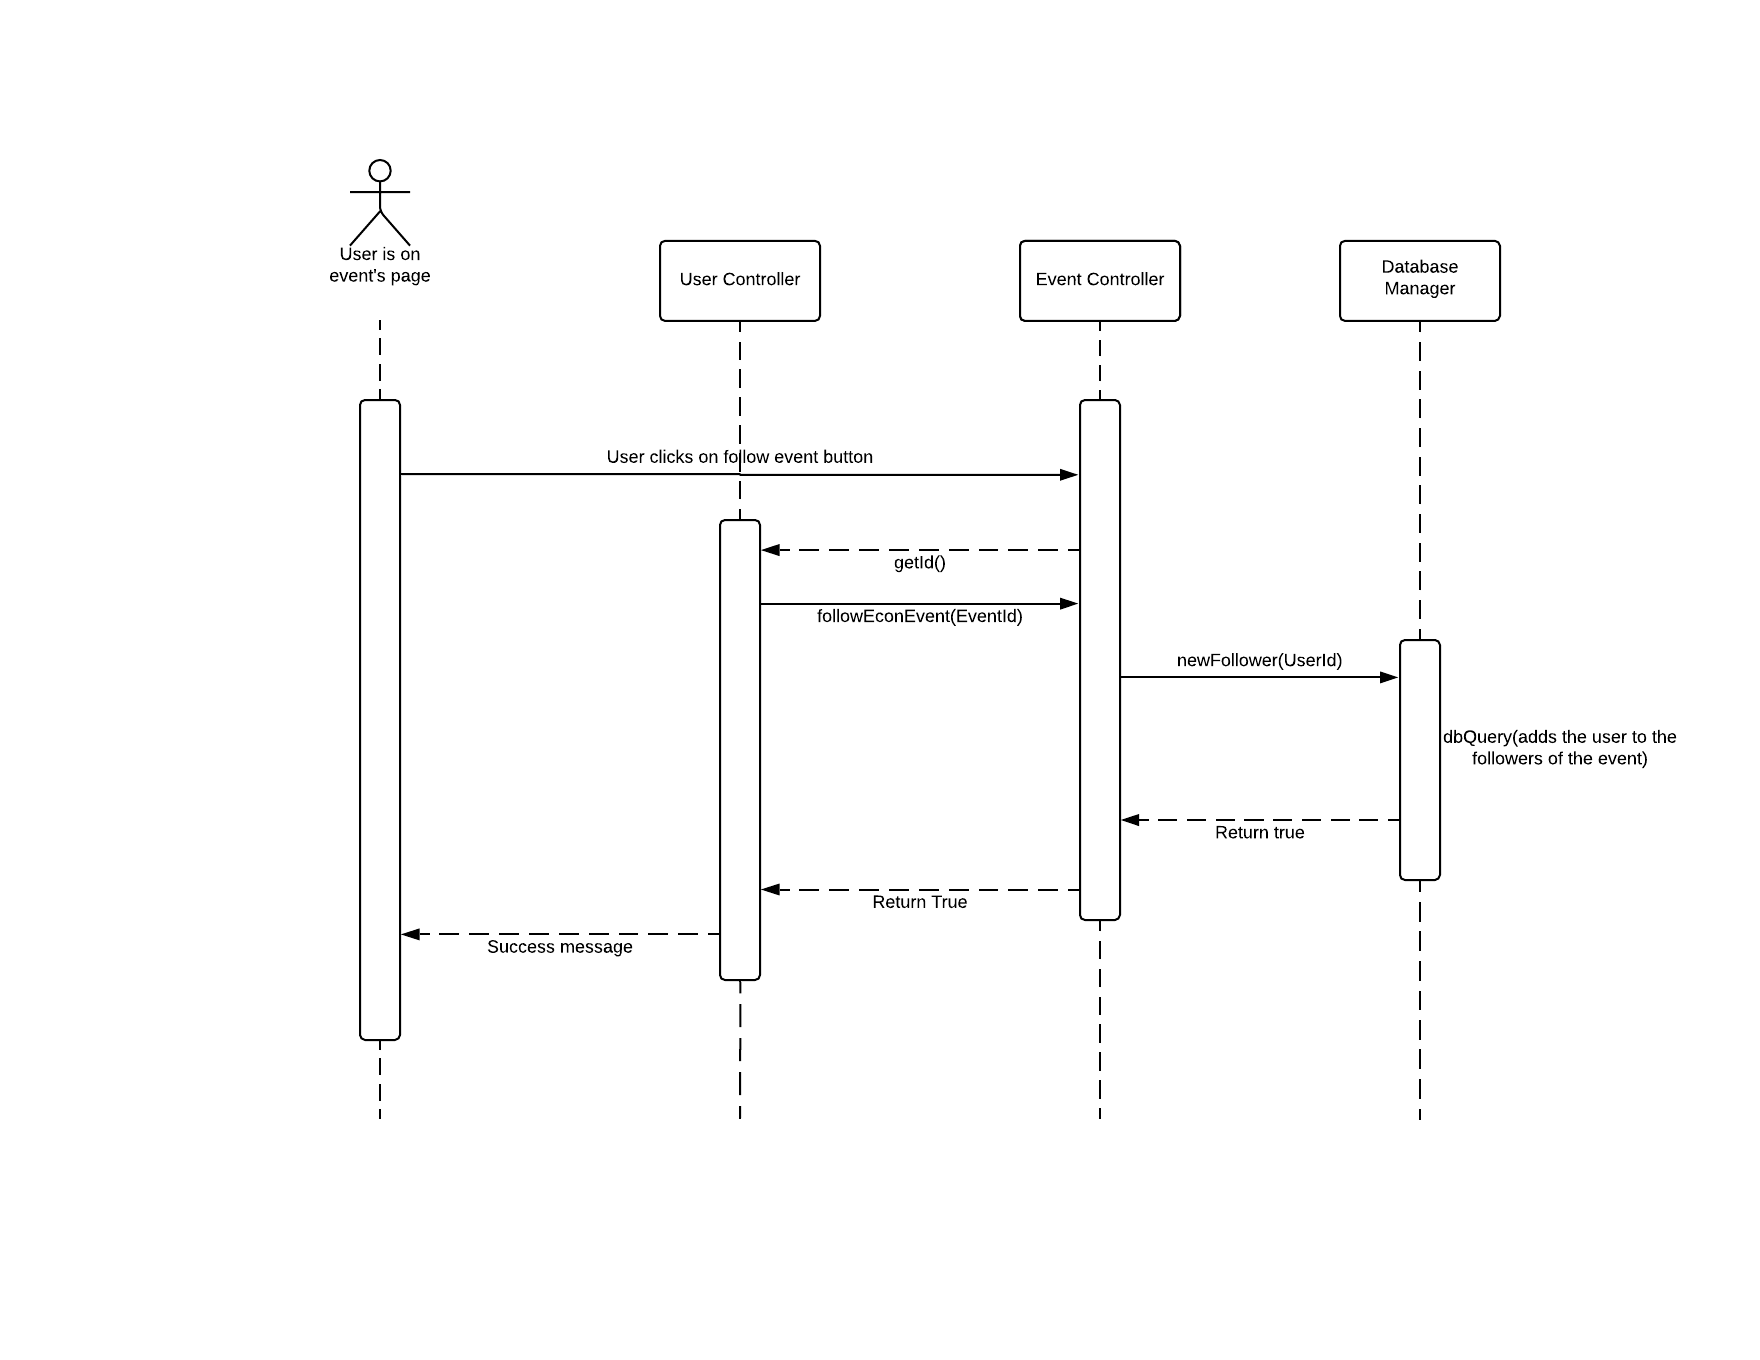 User is on
event's page
User Controller
Event Controller
Database
Manager
User clicks on follow event button
getId()
followEconEvent(EventId)
newFollower(UserId)
dbQuery(adds the user to the
followers of the event)
Return true
Return True
Success message